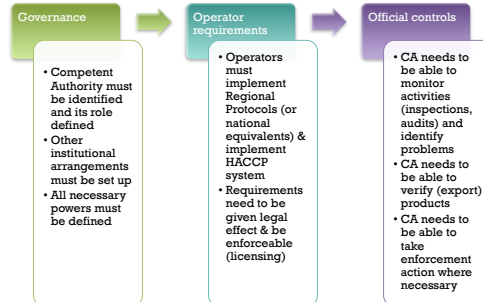 Governance
• Competent
Authority must
be identified
and its role
defined
• Other
institutional
arrangements
must be set up
• All necessary
powers must
be defined
Operator
requirements
• Operators
must
implement
Regional
Protocols (or
national
equivalents) &
implement
HACCP
system
• Requirements
need to be
given legal
effect & be
enforceable
(licensing)
Official controls
• CA needs to be
able to
monitor
activities
(inspections,
audits) and
identify
problems
• CA needs to be
able to
verify (export)
products
• CA needs to be
able to
take
enforcement
action where
necessary